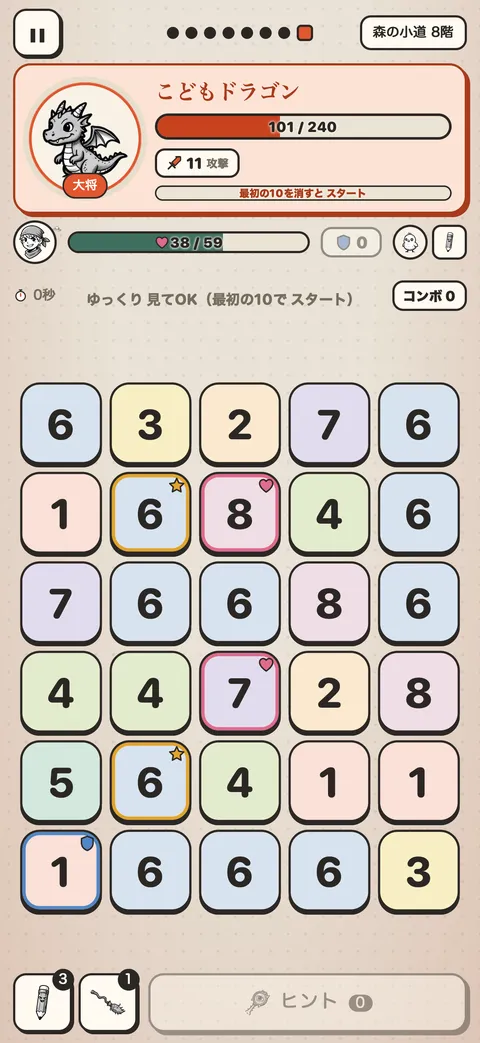 森の小道 8階
こどもドラゴン
101 / 240
11 攻撃
大将
最初の10を消すと スタート
38 / 59
0
0秒
ゆっくり 見てOK（最初の10で スタート）
コンボ 0
6 3 2 7 6
1 6 8 4 6
7 6 6 8 6
4 4 7 2 8
5 6 4 1 1
1 6 6 6 3
3
1
ヒント 0